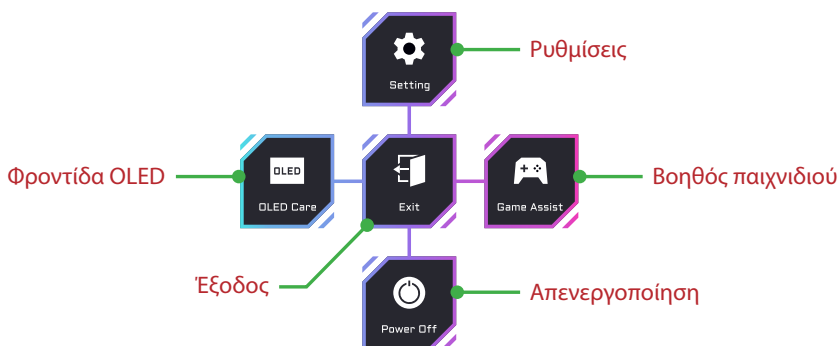 Ρυθμίσεις
Setting
Φροντίδα OLED
OLED
OLED Care
Exit
Game Assist
Βοηθός παιχνιδιού
Έξοδος
Power Off
Απενεργοποίηση